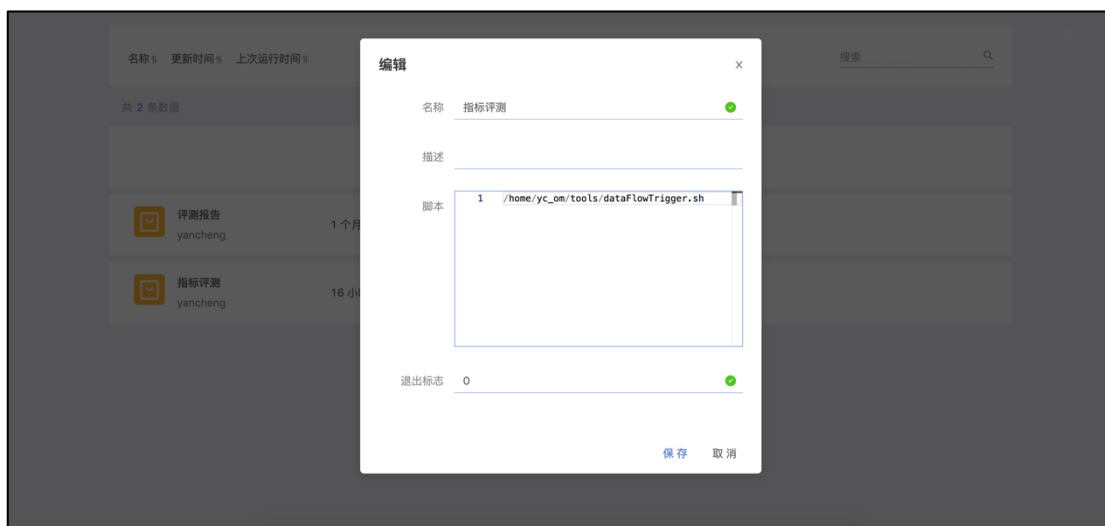 名称 更新时间 上次运行时间
搜索
共 2 条数据
编辑
x
名称 指标评测
描述
脚本
1 /home/yc_om/tools/dataFlowTrigger.sh
退出标志 0
保存 取消
评测报告
yancheng
1 个月
指标评测
yancheng
16 小